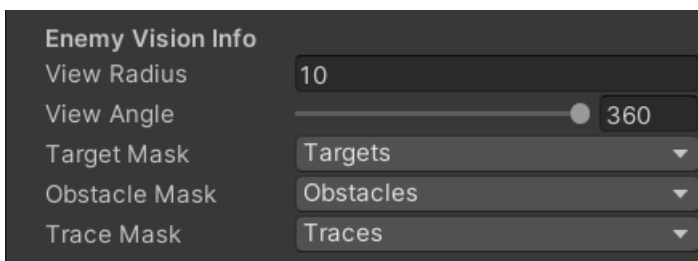 Enemy Vision Info
View Radius 10
View Angle 360
Target Mask Targets
Obstacle Mask Obstacles
Trace Mask Traces